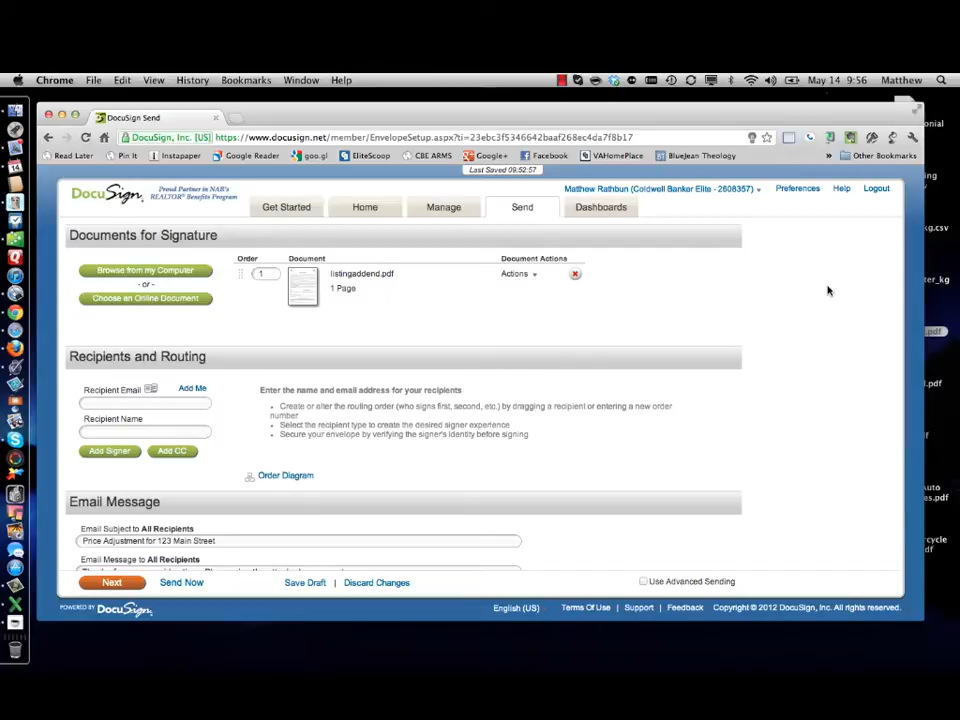 Chrome File Edit View History Bookmarks Window Help May 14 9:56 Matthew
DocuSign Send
DocuSign, Inc. [US] https://www.docusign.net/member/EnvelopeSetup.aspx?ti=23ebc3f5346642baaf268ec4da7f8b17
Read Later Pin It Instapaper Google Reader goo.gl EliteScoop CBE ARMS Google+ Facebook VAHomePlace BlueJean Theology » Other Bookmarks
Last Saved 09:52:57
DocuSign. Proud Partner in NAR's
REALTOR® Benefits Program
Matthew Rathbun (Coldwell Banker Elite - 2608357) Preferences Help Logout
Get Started Home Manage Send Dashboards
Documents for Signature
Order Document Document Actions
Browse from my Computer
- or -
Choose an Online Document
1 listingaddend.pdf Actions
1 Page
Recipients and Routing
Recipient Email Add Me
Recipient Name
Add Signer Add CC
Enter the name and email address for your recipients
• Create or alter the routing order (who signs first, second, etc.) by dragging a recipient or entering a new order
number
• Select the recipient type to create the desired signer experience
• Secure your envelope by verifying the signer's identity before signing
Order Diagram
Email Message
Email Subject to All Recipients
Price Adjustment for 123 Main Street
Email Message to All Recipients
Next Send Now Save Draft | Discard Changes Use Advanced Sending
POWERED BY DocuSign. English (US) Terms Of Use | Support | Feedback Copyright © 2012 DocuSign, Inc. All rights reserved.